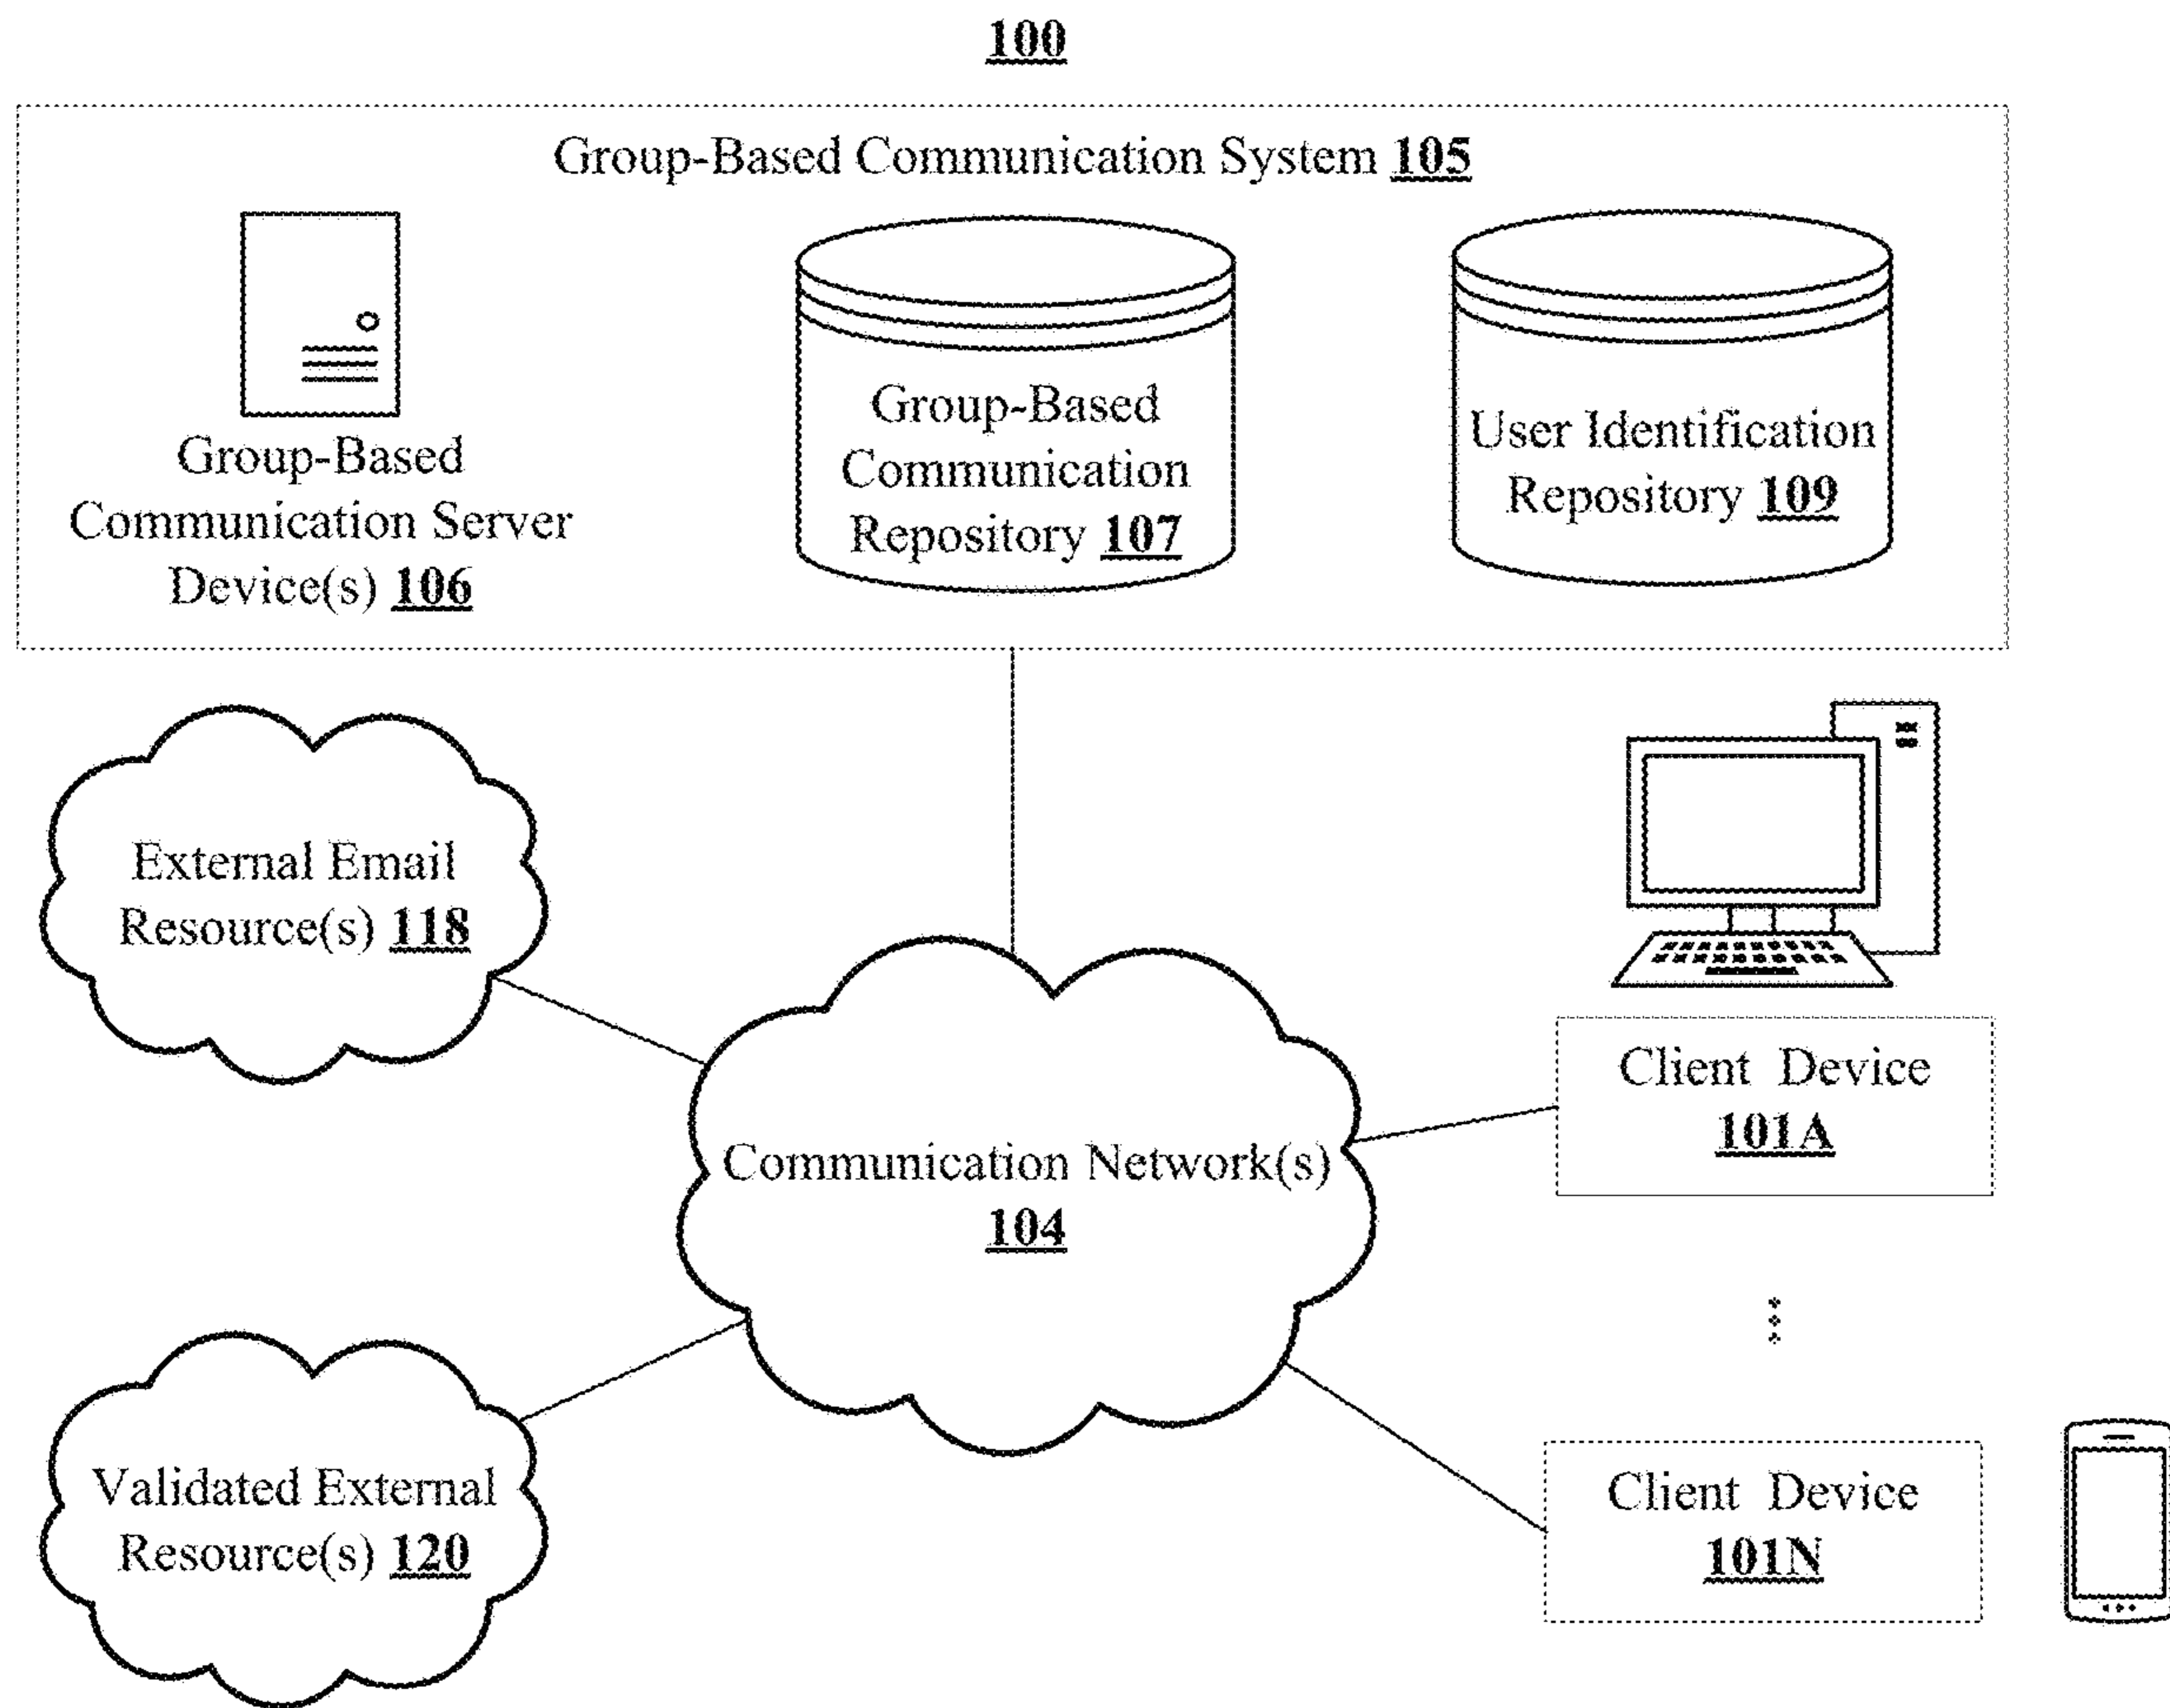 100
Group-Based Communication System 105
Group-Based
Communication Server
Device(s) 106
Group-Based
Communication
Repository 107
User Identification
Repository 109
External Email
Resource(s) 118
Client Device
101A
Communication Network(s)
104
Validated External
Resource(s) 120
Client Device
101N